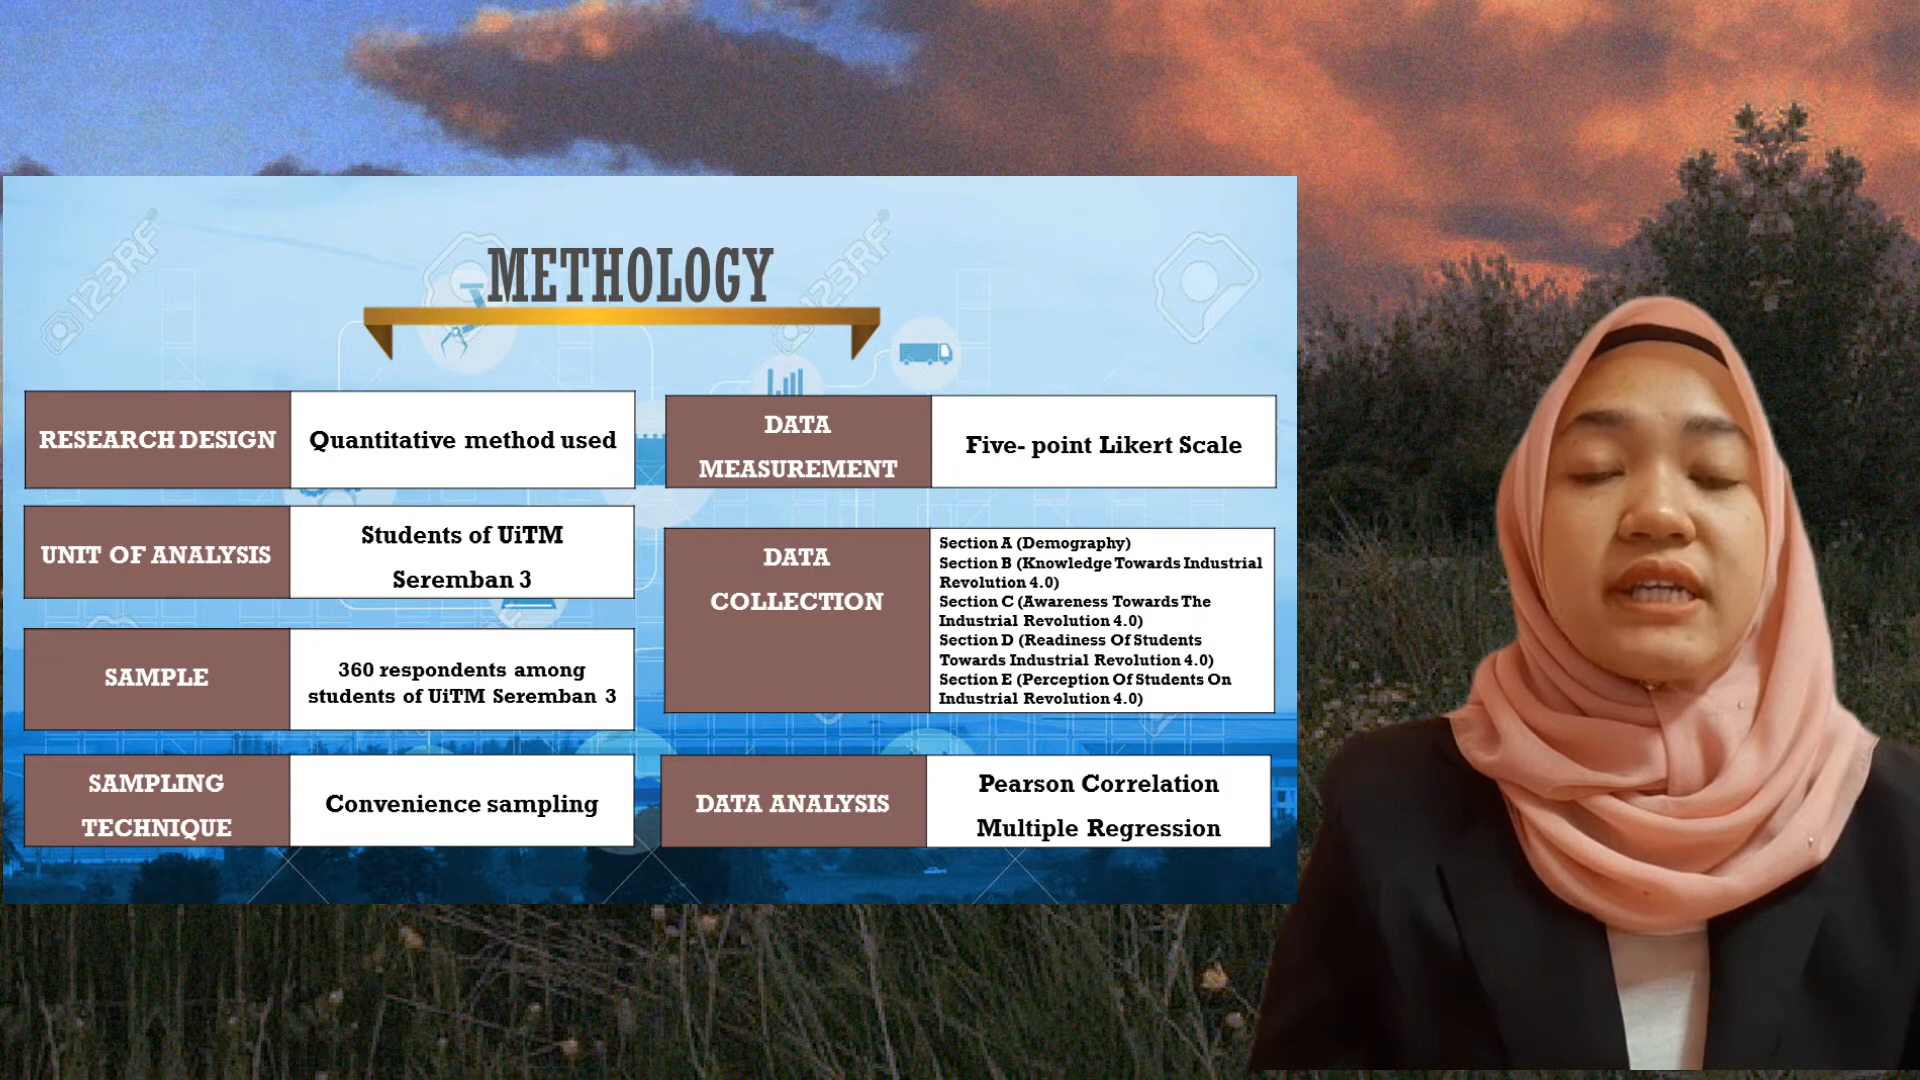 METHOLOGY
RESEARCH DESIGN
Quantitative method used
UNIT OF ANALYSIS
Students of UiTM
Seremban 3
SAMPLE
360 respondents among
students of UiTM Seremban 3
SAMPLING
TECHNIQUE
Convenience sampling
DATA
MEASUREMENT
Five- point Likert Scale
DATA
COLLECTION
Section A (Demography)
Section B (Knowledge Towards Industrial
Revolution 4.0)
Section C (Awareness Towards The
Industrial Revolution 4.0)
Section D (Readiness Of Students
Towards Industrial Revolution 4.0)
Section E (Perception Of Students On
Industrial Revolution 4.0)
DATA ANALYSIS
Pearson Correlation
Multiple Regression
123RF
123RF